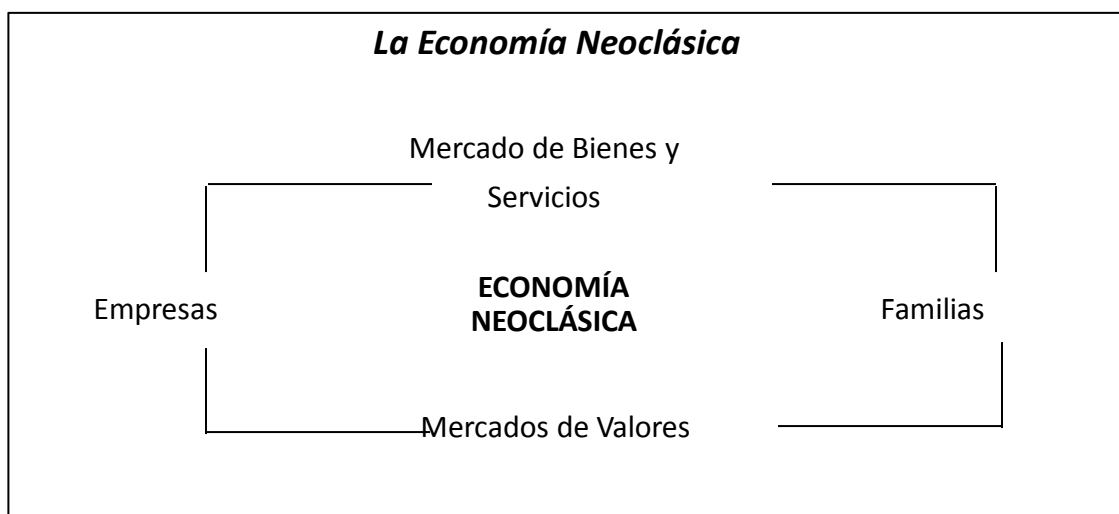 La Economía Neoclásica
Mercado de Bienes y
Servicios
Empresas
ECONOMÍA
NEOCLÁSICA
Familias
Mercados de Valores